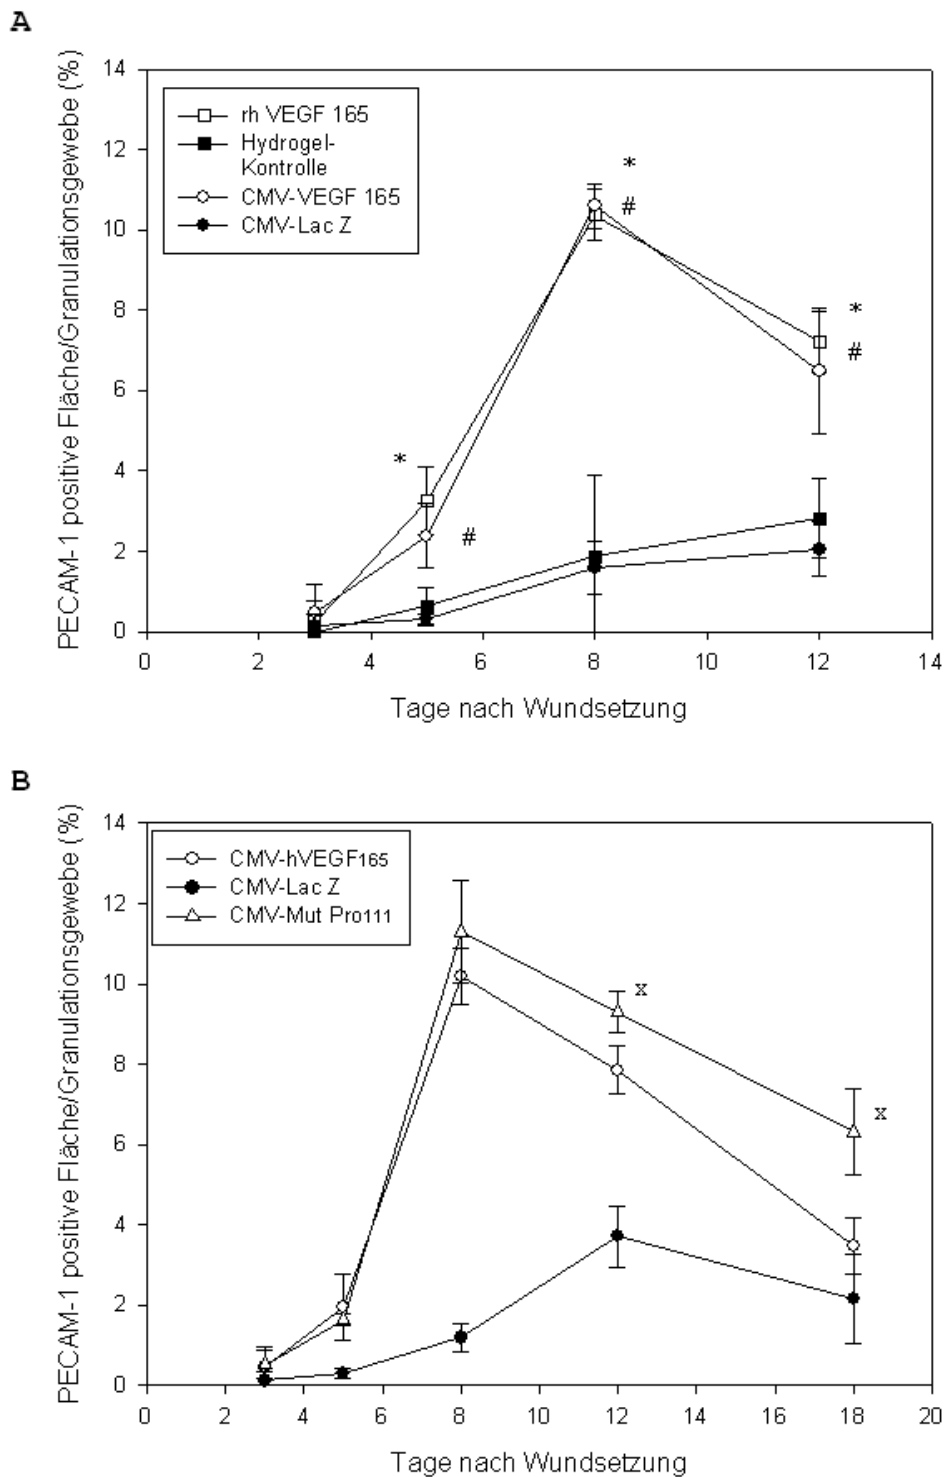 A
PECAM-1 positive Fläche/Granulationsgewebe (%)
14
12
10
8
6
4
2
0
rh VEGF 165
Hydrogel-
Kontrolle
CMV-VEGF 165
CMV-Lac Z
*
#
*
#
*
#
0 2 4 6 8 10 12 14
Tage nach Wundsetzung
B
PECAM-1 positive Fläche/Granulationsgewebe (%)
14
12
10
8
6
4
2
0
CMV-hVEGF165
CMV-Lac Z
CMV-Mut Pro111
x
x
0 2 4 6 8 10 12 14 16 18 20
Tage nach Wundsetzung